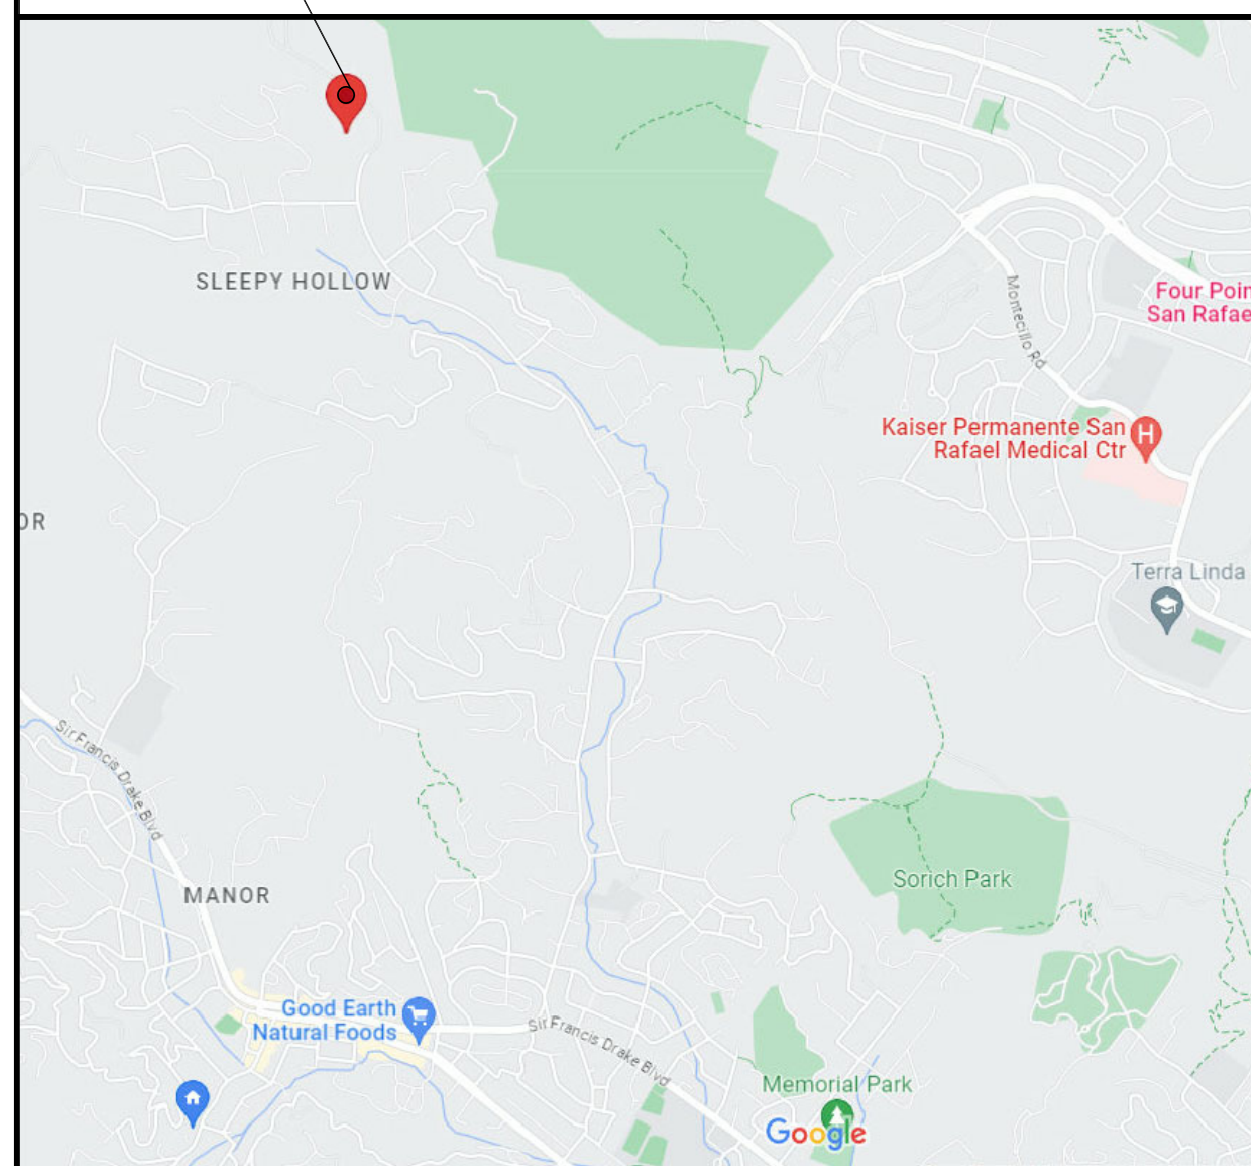 SLEEPY HOLLOW
Montecillo Rd
Four Poin
San Rafae
Kaiser Permanente San
Rafael Medical Ctr
H
OR
Terra Linda
Sir Francis Drake Blvd
Sorich Park
MANOR
Good Earth
Natural Foods
Sir Francis Drake Blvd
Memorial Park
Google